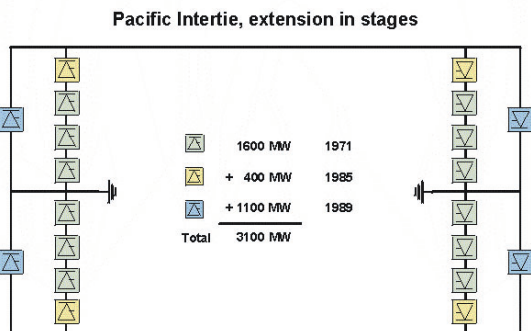 Pacific Intertie, extension in stages
1600 MW 1971
+ 400 MW 1985
+ 1100 MW 1989
Total 3100 MW